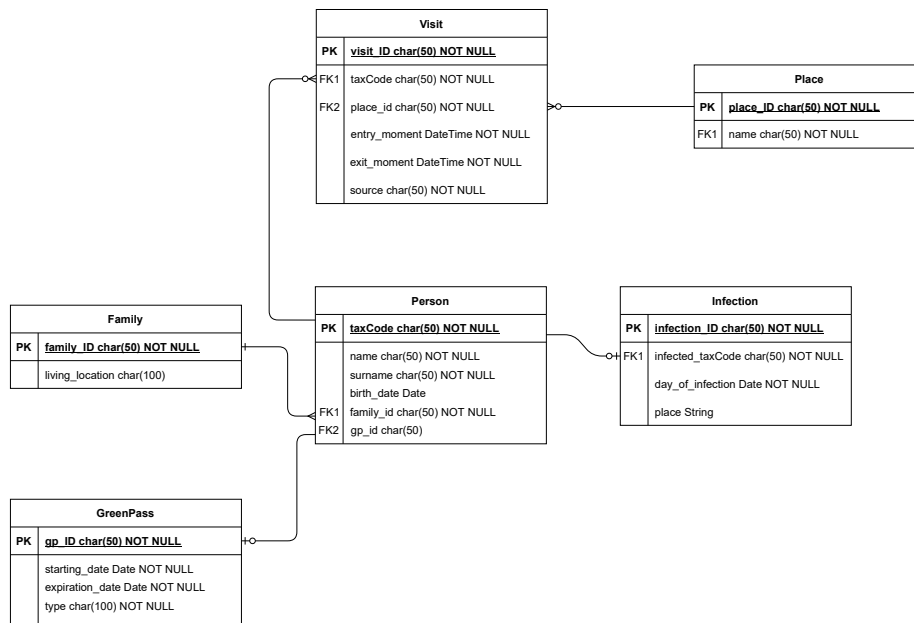 Visit
PK visit_ID char(50) NOT NULL
FK1 taxCode char(50) NOT NULL
FK2 place_id char(50) NOT NULL
entry_moment DateTime NOT NULL
exit_moment DateTime NOT NULL
source char(50) NOT NULL
Place
PK place_ID char(50) NOT NULL
FK1 name char(50) NOT NULL
Family
PK family_ID char(50) NOT NULL
living_location char(100)
Person
PK taxCode char(50) NOT NULL
name char(50) NOT NULL
surname char(50) NOT NULL
birth_date Date
FK1 family_id char(50) NOT NULL
FK2 gp_id char(50)
Infection
PK infection_ID char(50) NOT NULL
FK1 infected_taxCode char(50) NOT NULL
day_of_infection Date NOT NULL
place String
GreenPass
PK gp_ID char(50) NOT NULL
starting_date Date NOT NULL
expiration_date Date NOT NULL
type char(100) NOT NULL